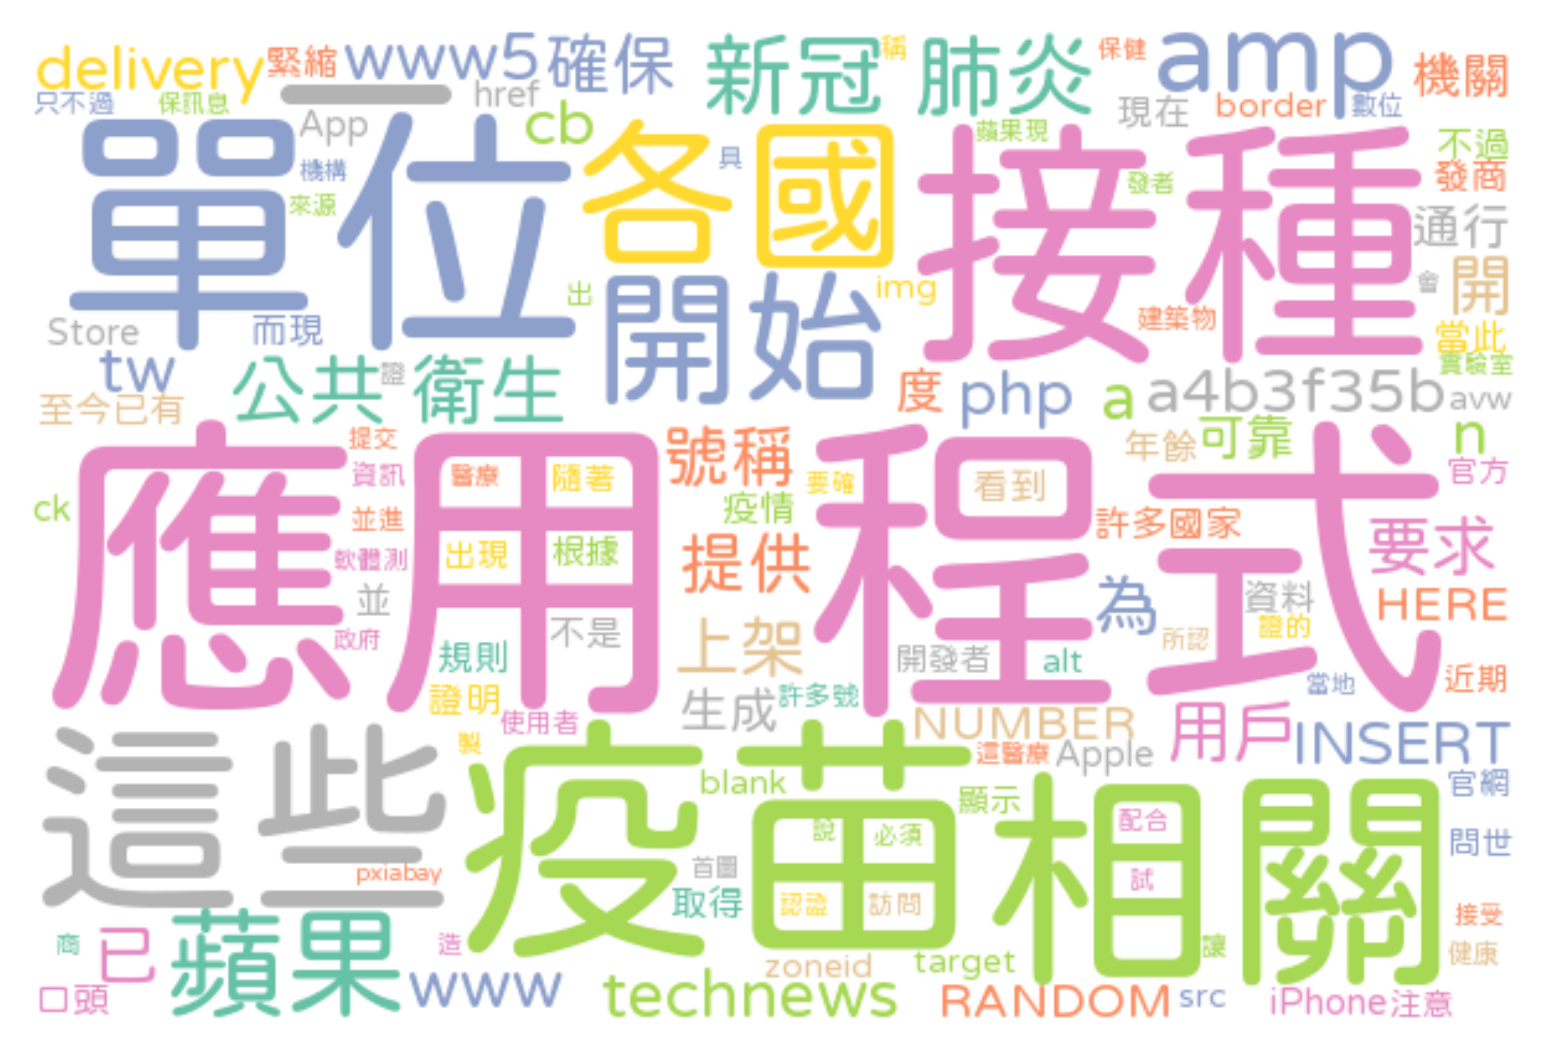 delivery 緊縮 www5 確保 新冠 稱 肺炎 保健 amp 機關
只不過 保訊息 一 href 現在 border 數位
App cb 蘋果現 不過
單位 機構 各國 具 接種 發者 發商
來源 通行
開始 出 img 會 開
Store 而現 建築物 當此
tw 公共 證 衛生 實驗室
至今已有 度 php a a4b3f35b avw
應用程式 提交 號稱 年餘 可靠 n
資訊 醫療 隨著 要確 看到 官方
ck 並進 疫情 許多國家 要求
軟體測 出現 根據 提供
並 為 資料 HERE
政府 不是 上架 所認 證的
規則 開發者 alt 當地 近期
證明 生成 許多號
使用者 NUMBER 用戶 INSERT
這些 製 疫苗相關 這醫療 Apple
blank 顯示 官網
說 必須 配合 問世
pxiabay 首圖 試
取得 認證 訪問 接受
蘋果 商 已 造 讓 健康
www zoneid target
口頭 technews RANDOM src iPhone 注意